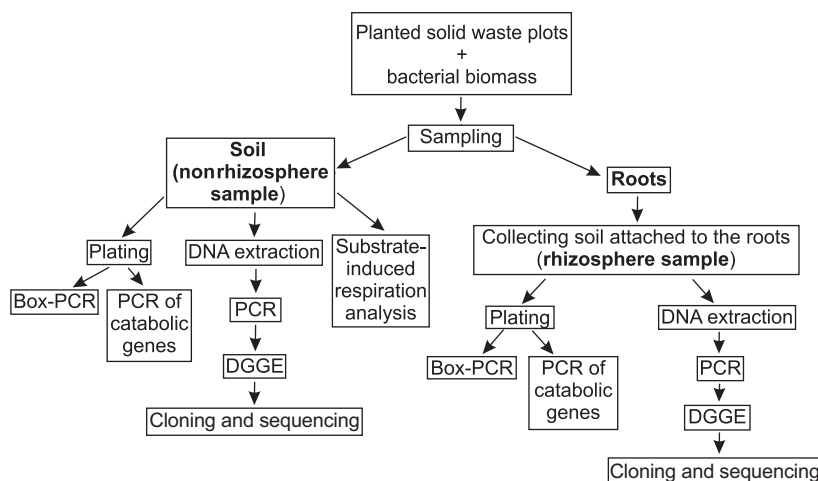 Planted solid waste plots
+
bacterial biomass
Sampling
Soil
(nonrhizosphere
sample)
Roots
Collecting soil attached to the roots
(rhizosphere sample)
Plating
DNA extraction
Substrate-
induced
respiration
analysis
Box-PCR
PCR of
catabolic
genes
PCR
DGGE
Cloning and sequencing
Plating
DNA extraction
Box-PCR
PCR of
catabolic
genes
PCR
DGGE
Cloning and sequencing